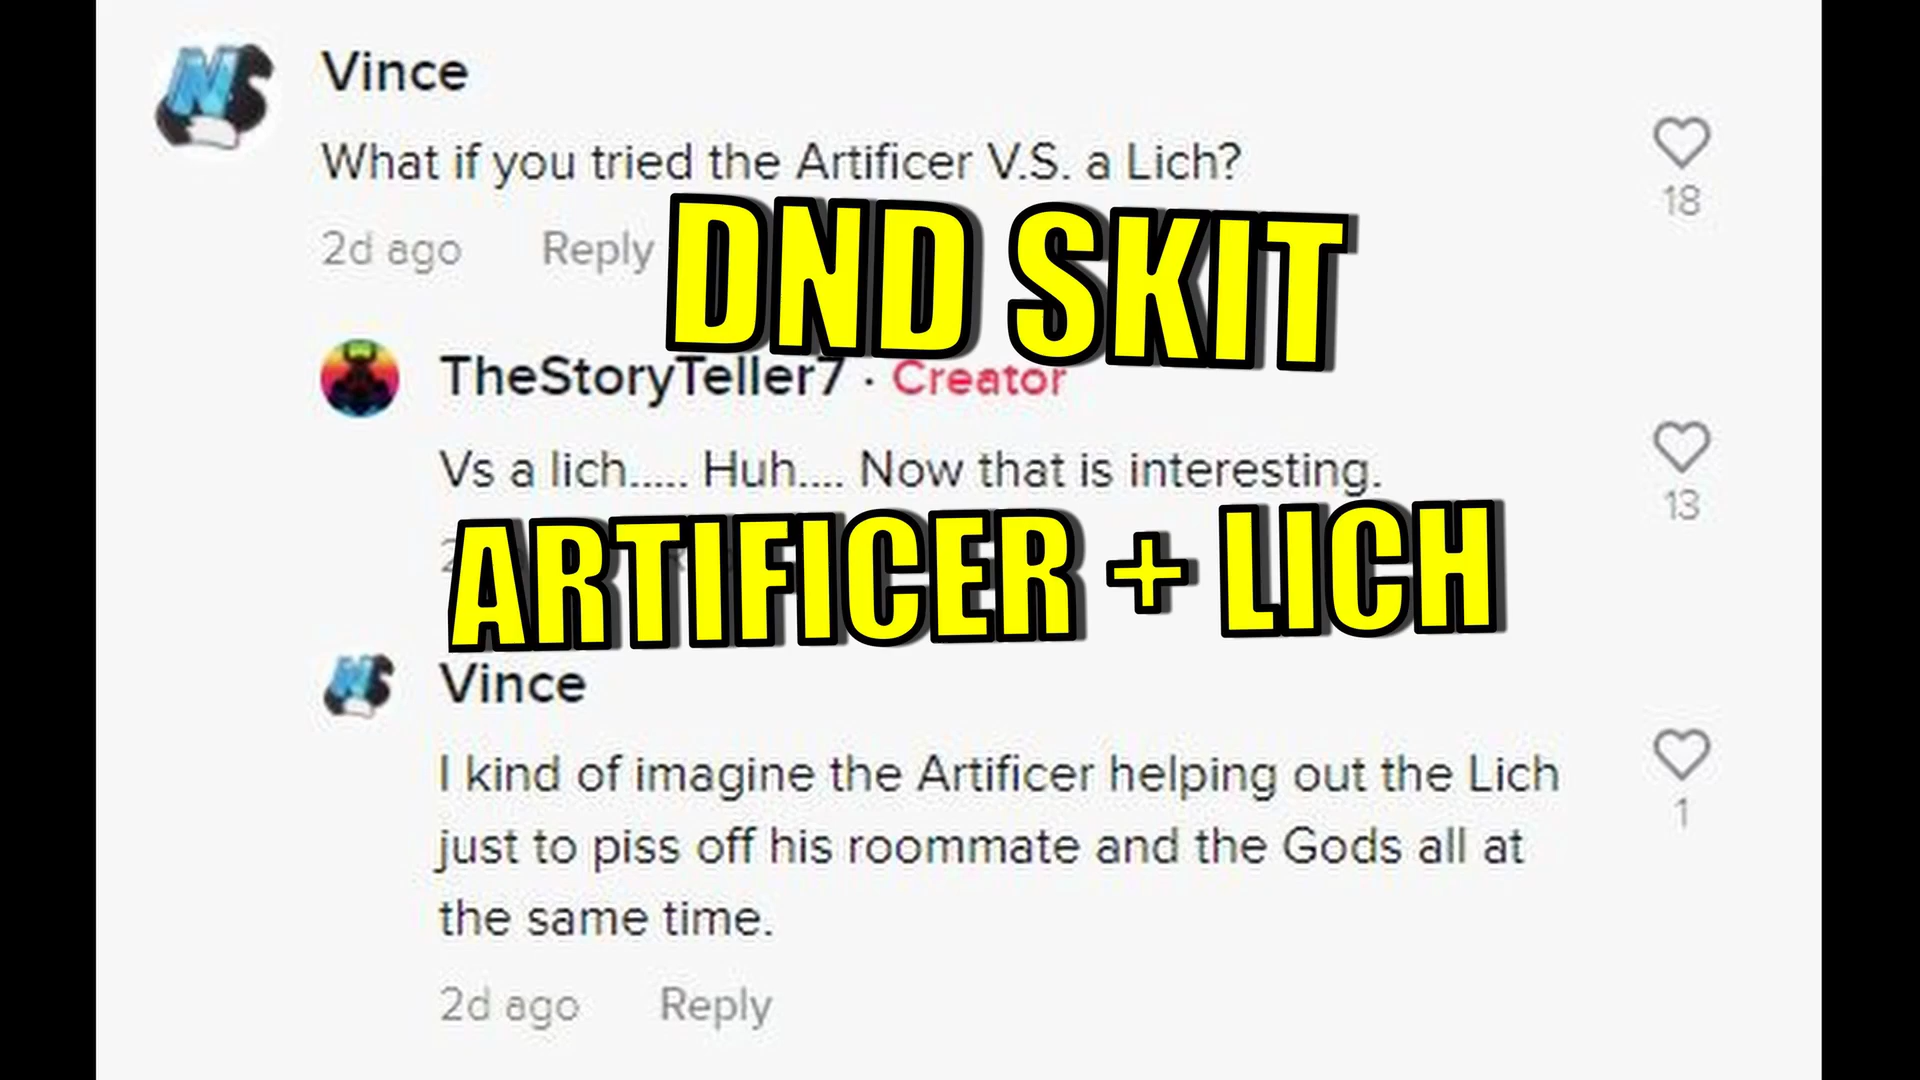 Vince
What if you tried the Artificer V.S. a Lich?
18
2d ago Reply
DND SKIT
TheStoryTeller7 · Creator
Vs a lich..... Huh.... Now that is interesting.
13
ARTIFICER + LICH
Vince
I kind of imagine the Artificer helping out the Lich
just to piss off his roommate and the Gods all at
the same time.
1
2d ago Reply